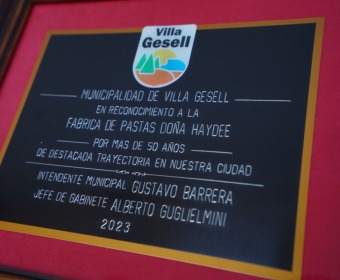 Villa
Gesell
MUNICIPALIDAD DE VILLA GESELL
EN RECONOCIMIENTO A LA
FABRICA DE PASTAS DOÑA HAYDEE
POR MAS DE 50 AÑOS
DE DESTACADA TRAYECTORIA EN NUESTRA CIUDAD
INTENDENTE MUNICIPAL GUSTAVO BARRERA
JEFE DE GABINETE ALBERTO GUGLIELMINI
2023